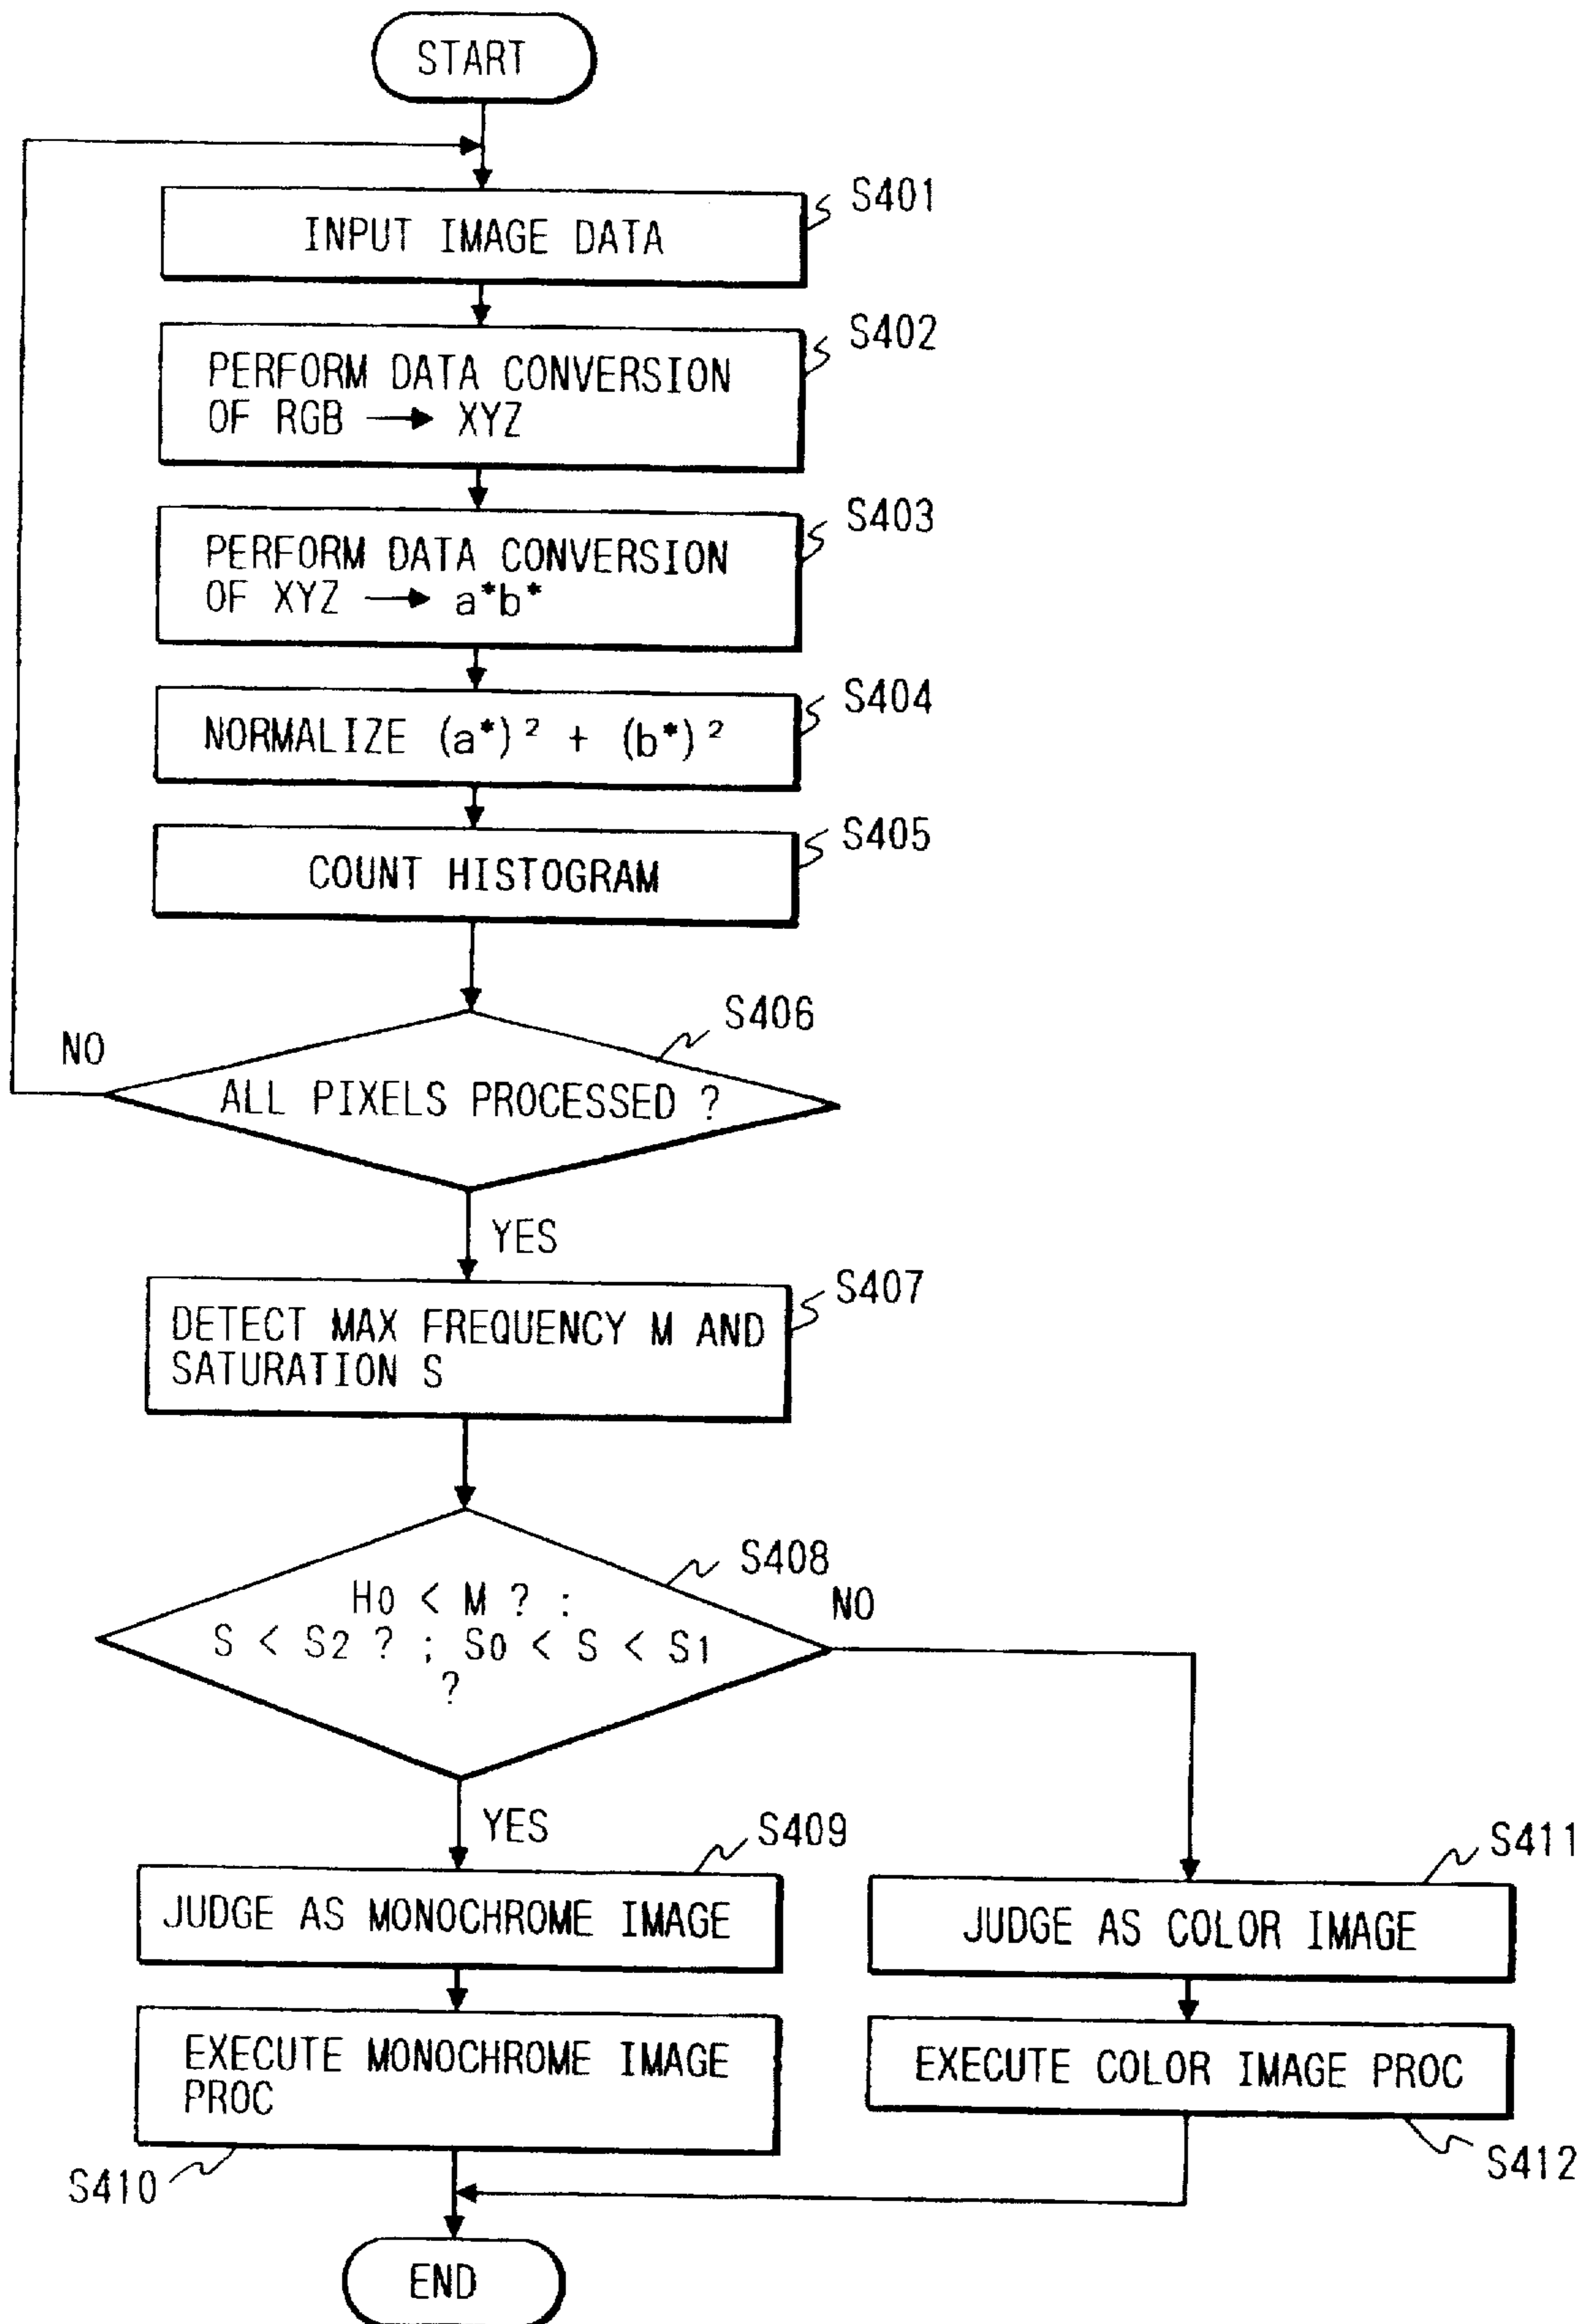 START
INPUT IMAGE DATA
S401
PERFORM DATA CONVERSION
OF RGB → XYZ
S402
PERFORM DATA CONVERSION
OF XYZ → a*b*
S403
NORMALIZE (a*)² + (b*)²
S404
COUNT HISTOGRAM
S405
S406
NO
ALL PIXELS PROCESSED ?
YES
S407
DETECT MAX FREQUENCY M AND
SATURATION S
S408
H0 < M ? :
S < S2 ? ; S0 < S < S1
?
NO
YES
S409
JUDGE AS MONOCHROME IMAGE
S411
JUDGE AS COLOR IMAGE
EXECUTE MONOCHROME IMAGE
PROC
S410
EXECUTE COLOR IMAGE PROC
S412
END